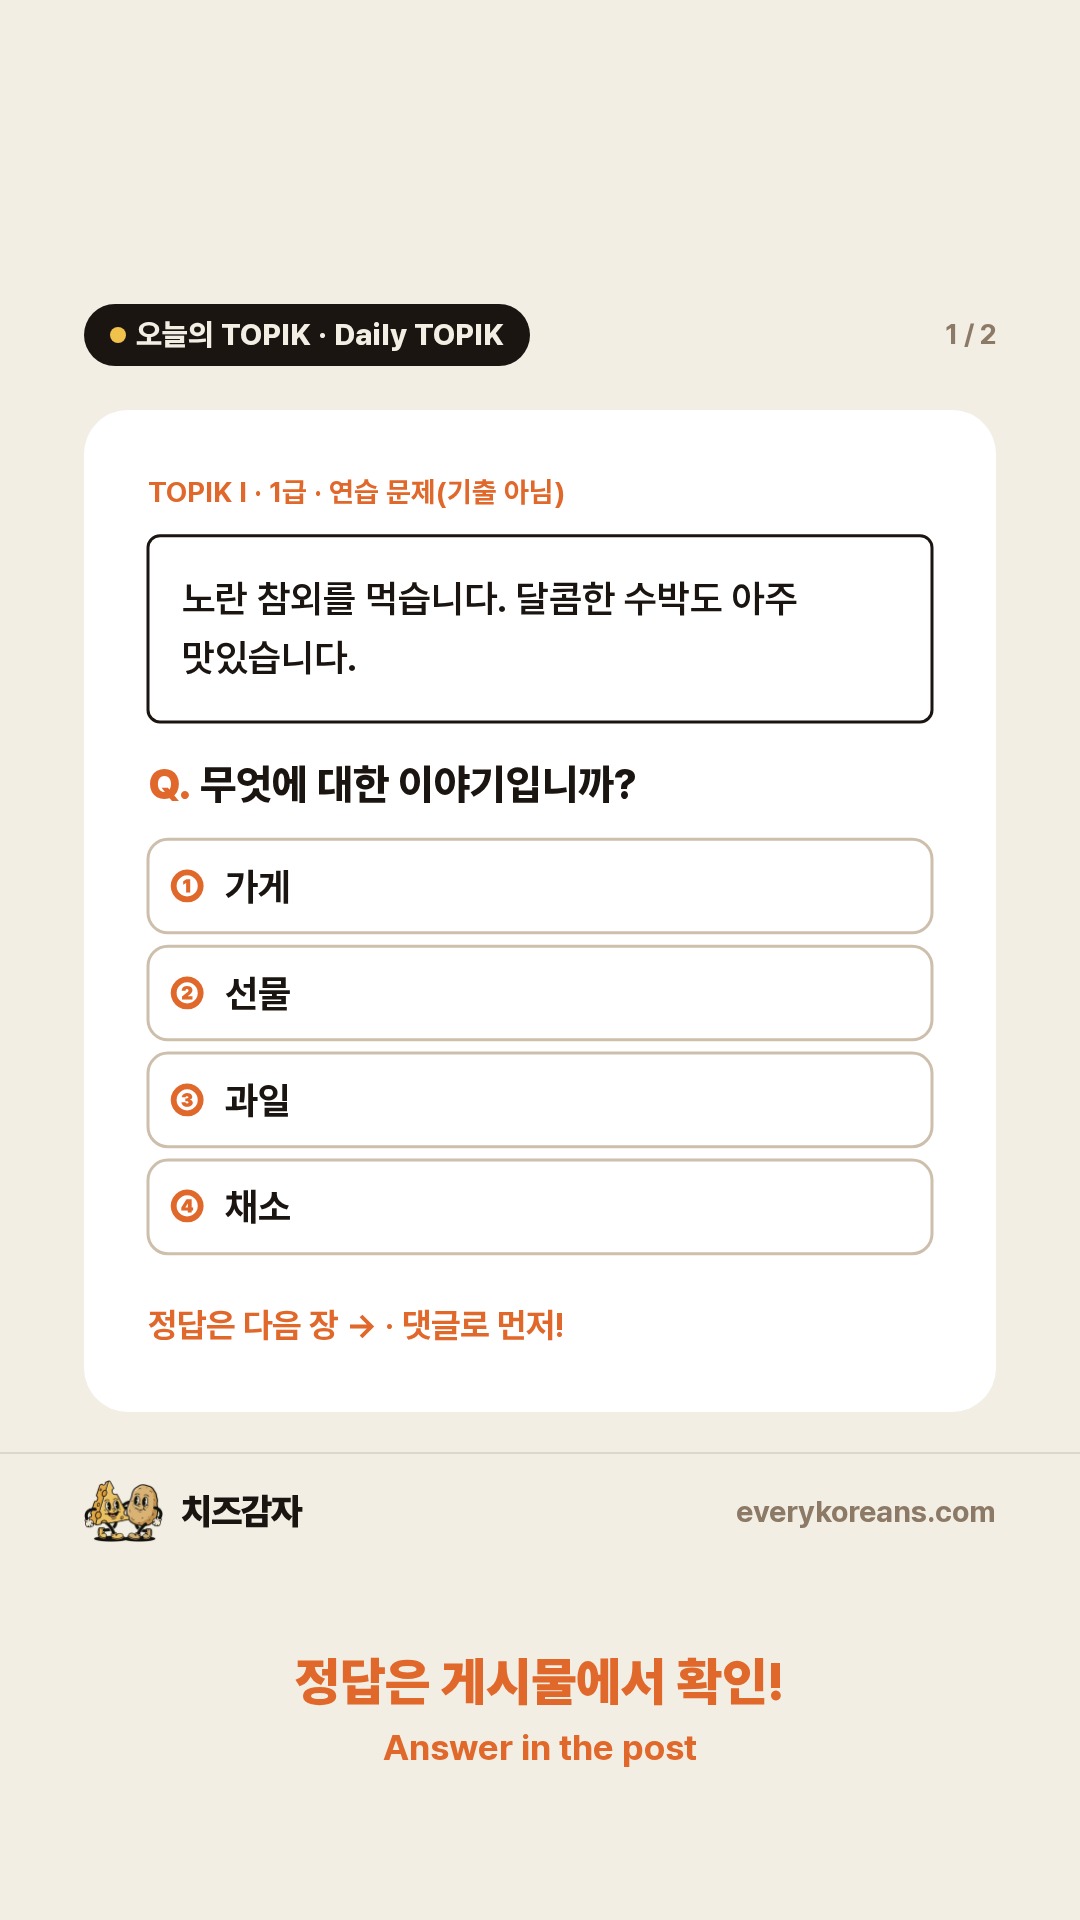 오늘의 TOPIK · Daily TOPIK
1 / 2
TOPIK I · 1급 · 연습 문제(기출 아님)
노란 참외를 먹습니다. 달콤한 수박도 아주
맛있습니다.
Q. 무엇에 대한 이야기입니까?
① 가게
② 선물
③ 과일
④ 채소
정답은 다음 장 → · 댓글로 먼저!
치즈감자
everykoreans.com
정답은 게시물에서 확인!
Answer in the post